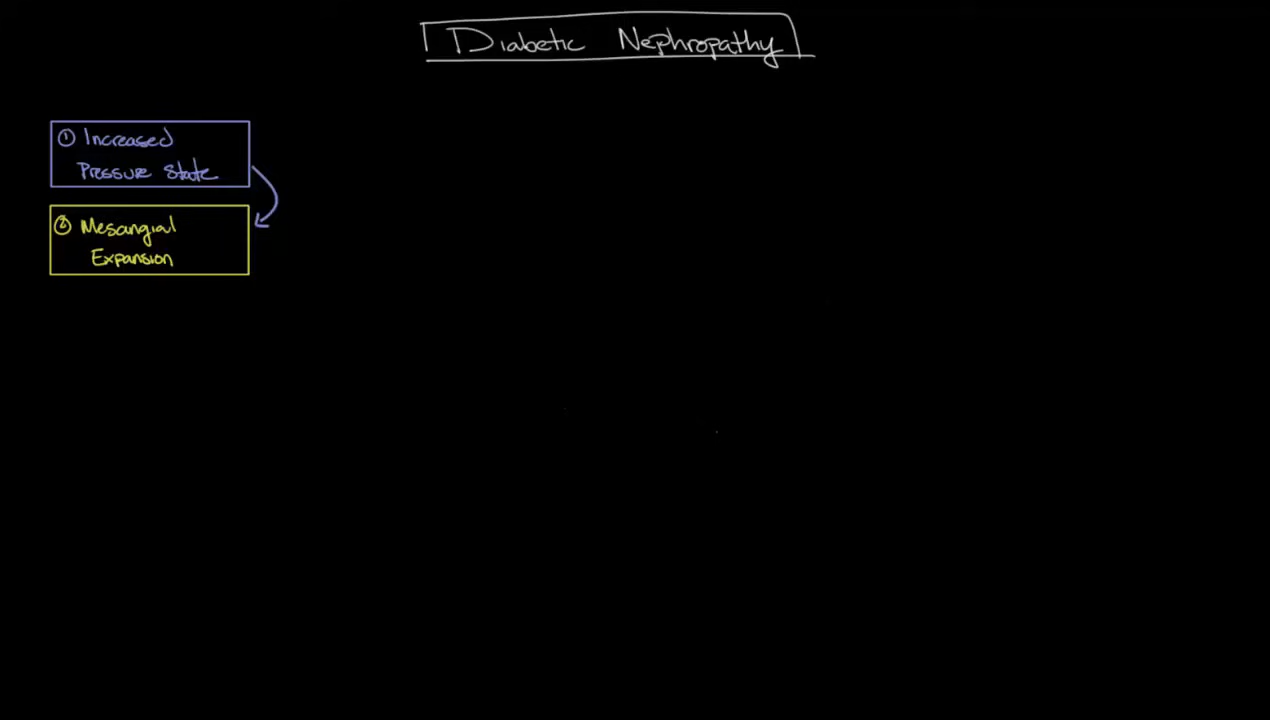 Diabetic Nephropathy
① Increased
Pressure State
② Mesangial
Expansion